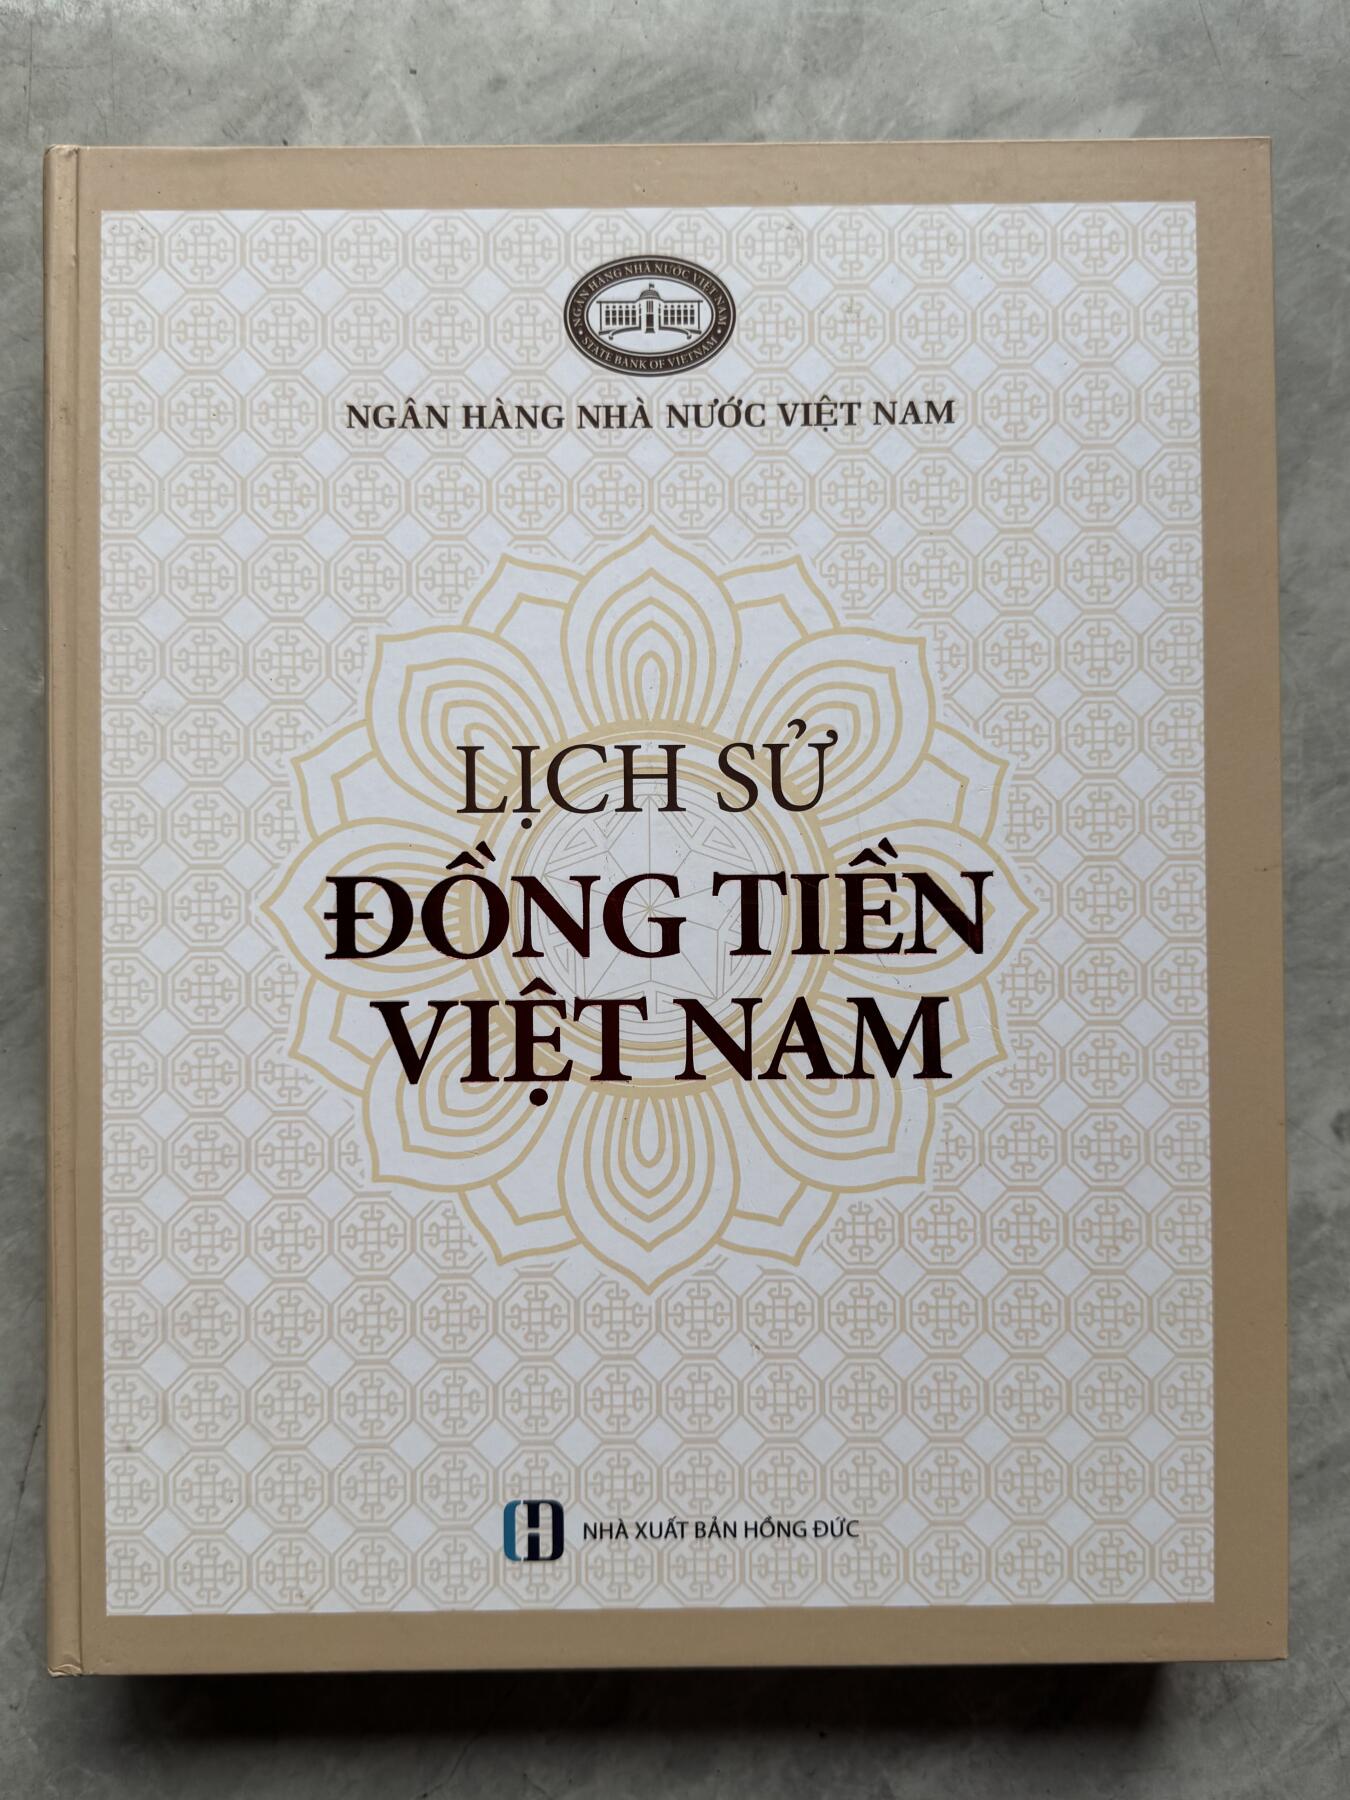 NGÂN HÀNG NHÀ NƯỚC VIỆT NAM
STATE BANK OF VIETNAM
NGÂN HÀNG NHÀ NƯỚC VIỆT NAM
LỊCH SỬ
ĐỒNG TIỀN
VIỆT NAM
NHÀ XUẤT BẢN HỒNG ĐỨC